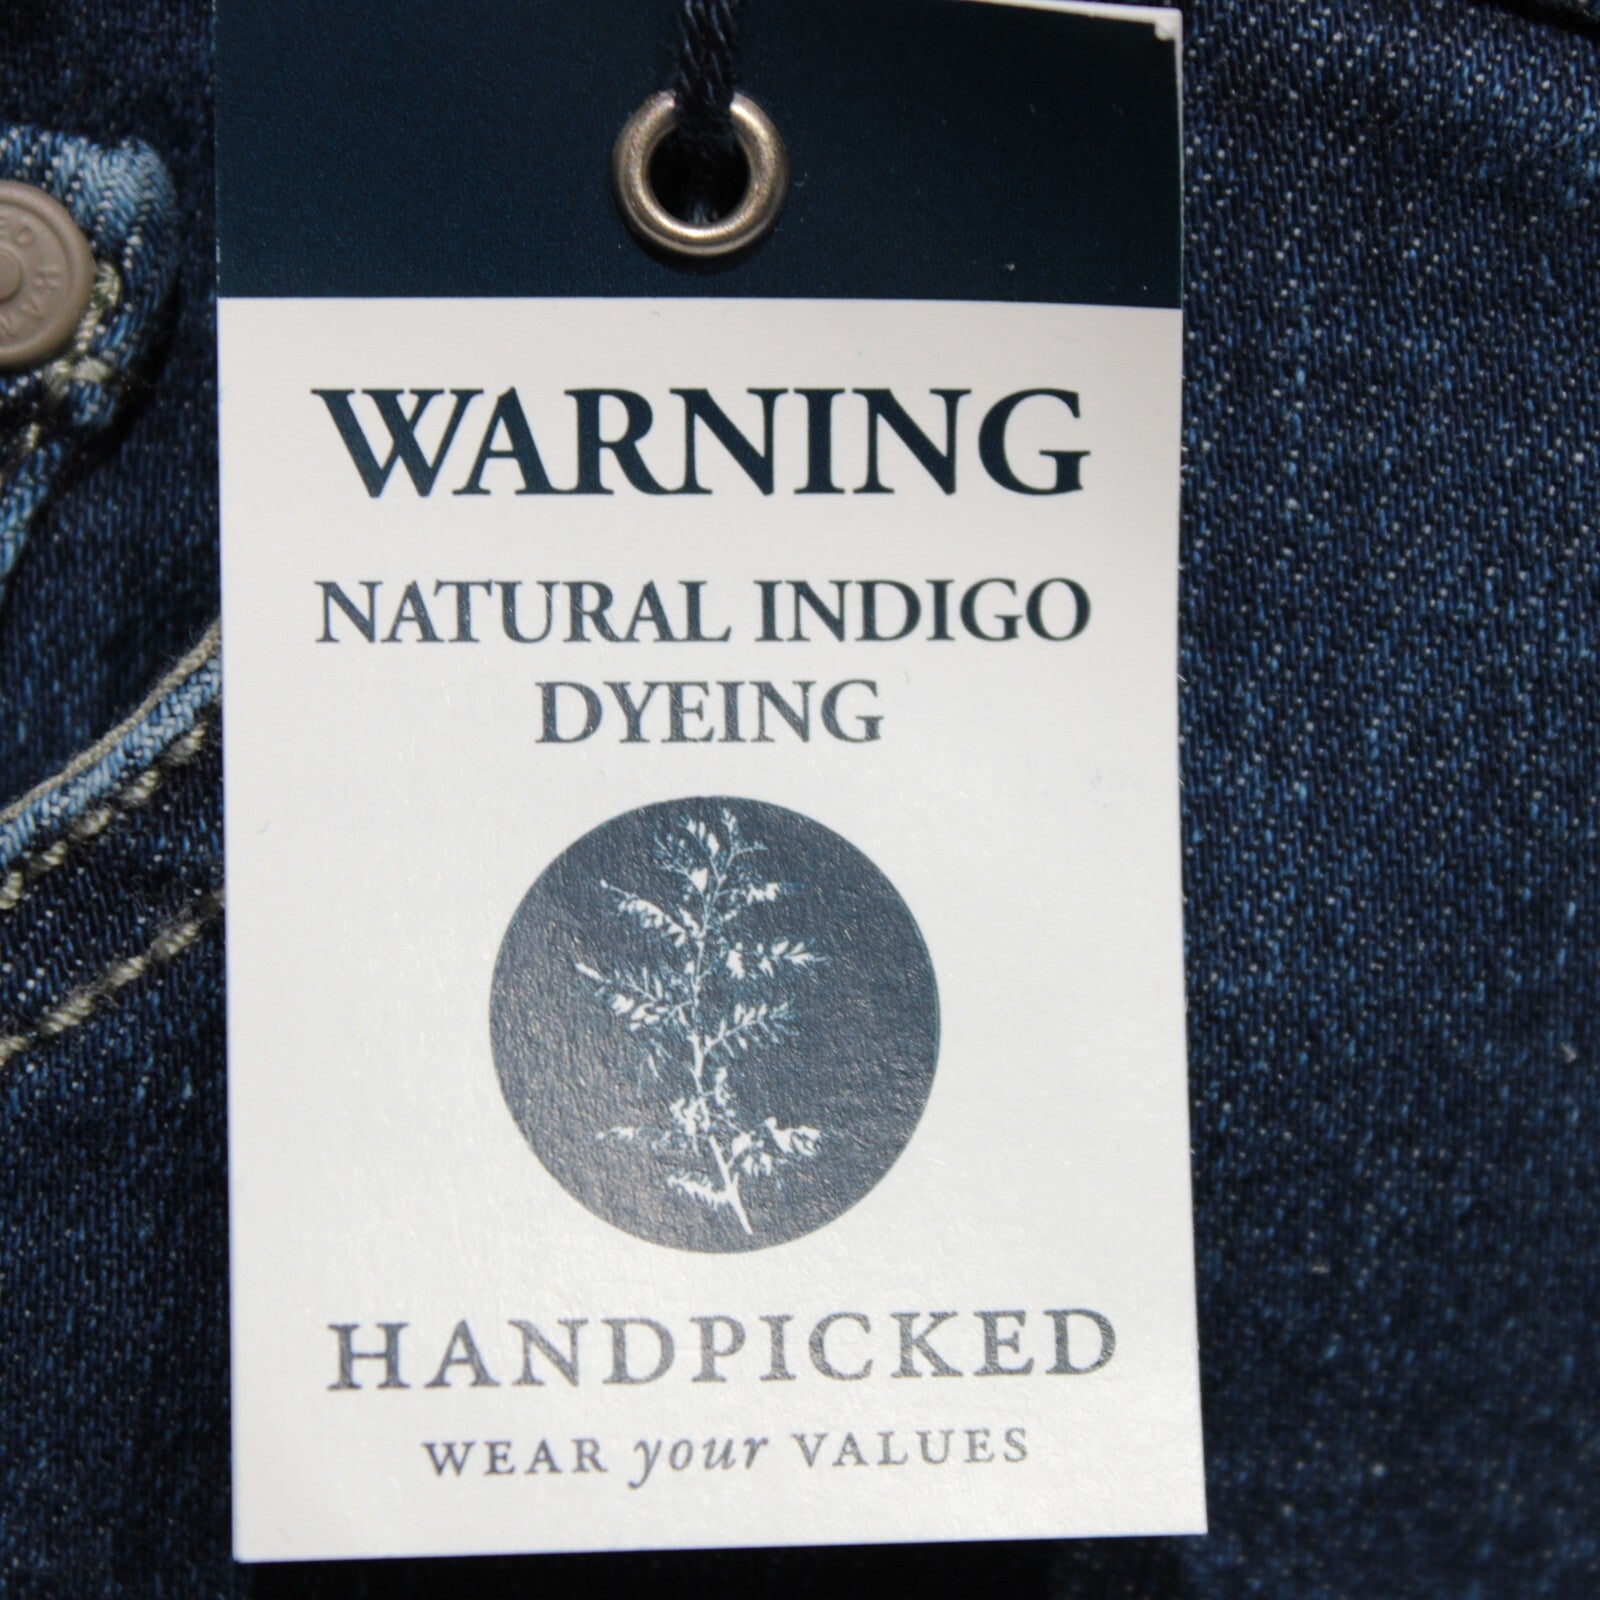 WARNING
NATURAL INDIGO
DYEING
HANDPICKED
WEAR your VALUES